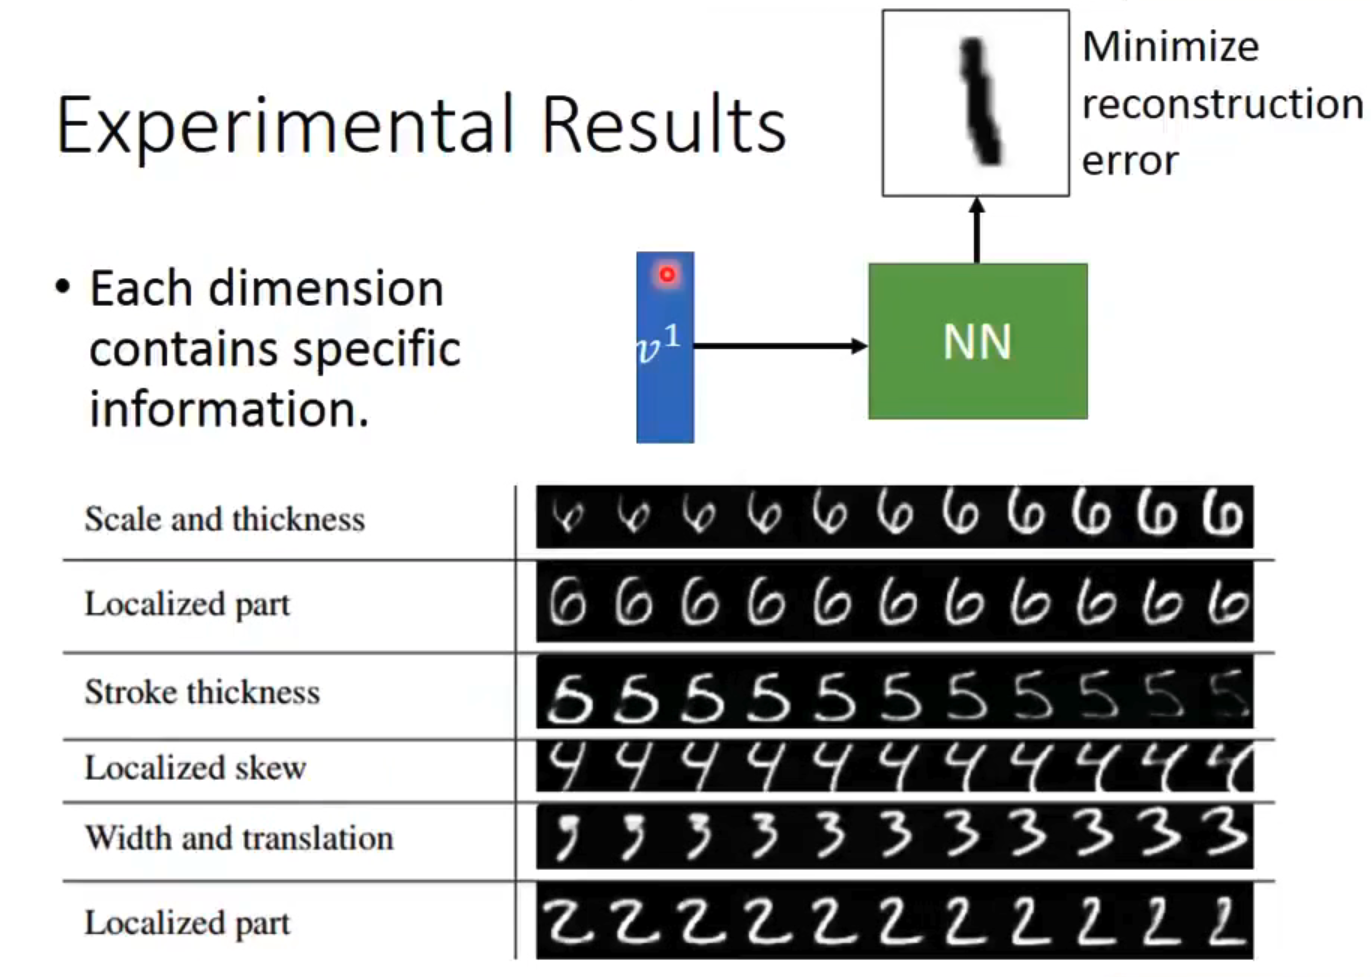 Minimize
reconstruction
error
Experimental Results
• Each dimension
contains specific
information.
v¹
NN
Scale and thickness
6 6 6 6 6 6 6 6 6 6 6
Localized part
6 6 6 6 6 6 6 6 6 6 6
Stroke thickness
5 5 5 5 5 5 5 5 5 5 5
Localized skew
4 4 4 4 4 4 4 4 4 4 4
Width and translation
3 3 3 3 3 3 3 3 3 3 3
Localized part
2 2 2 2 2 2 2 2 2 2 2